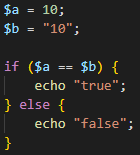 $a = 10;
$b = "10";
if ($a == $b) {
    echo "true";
} else {
    echo "false";
}